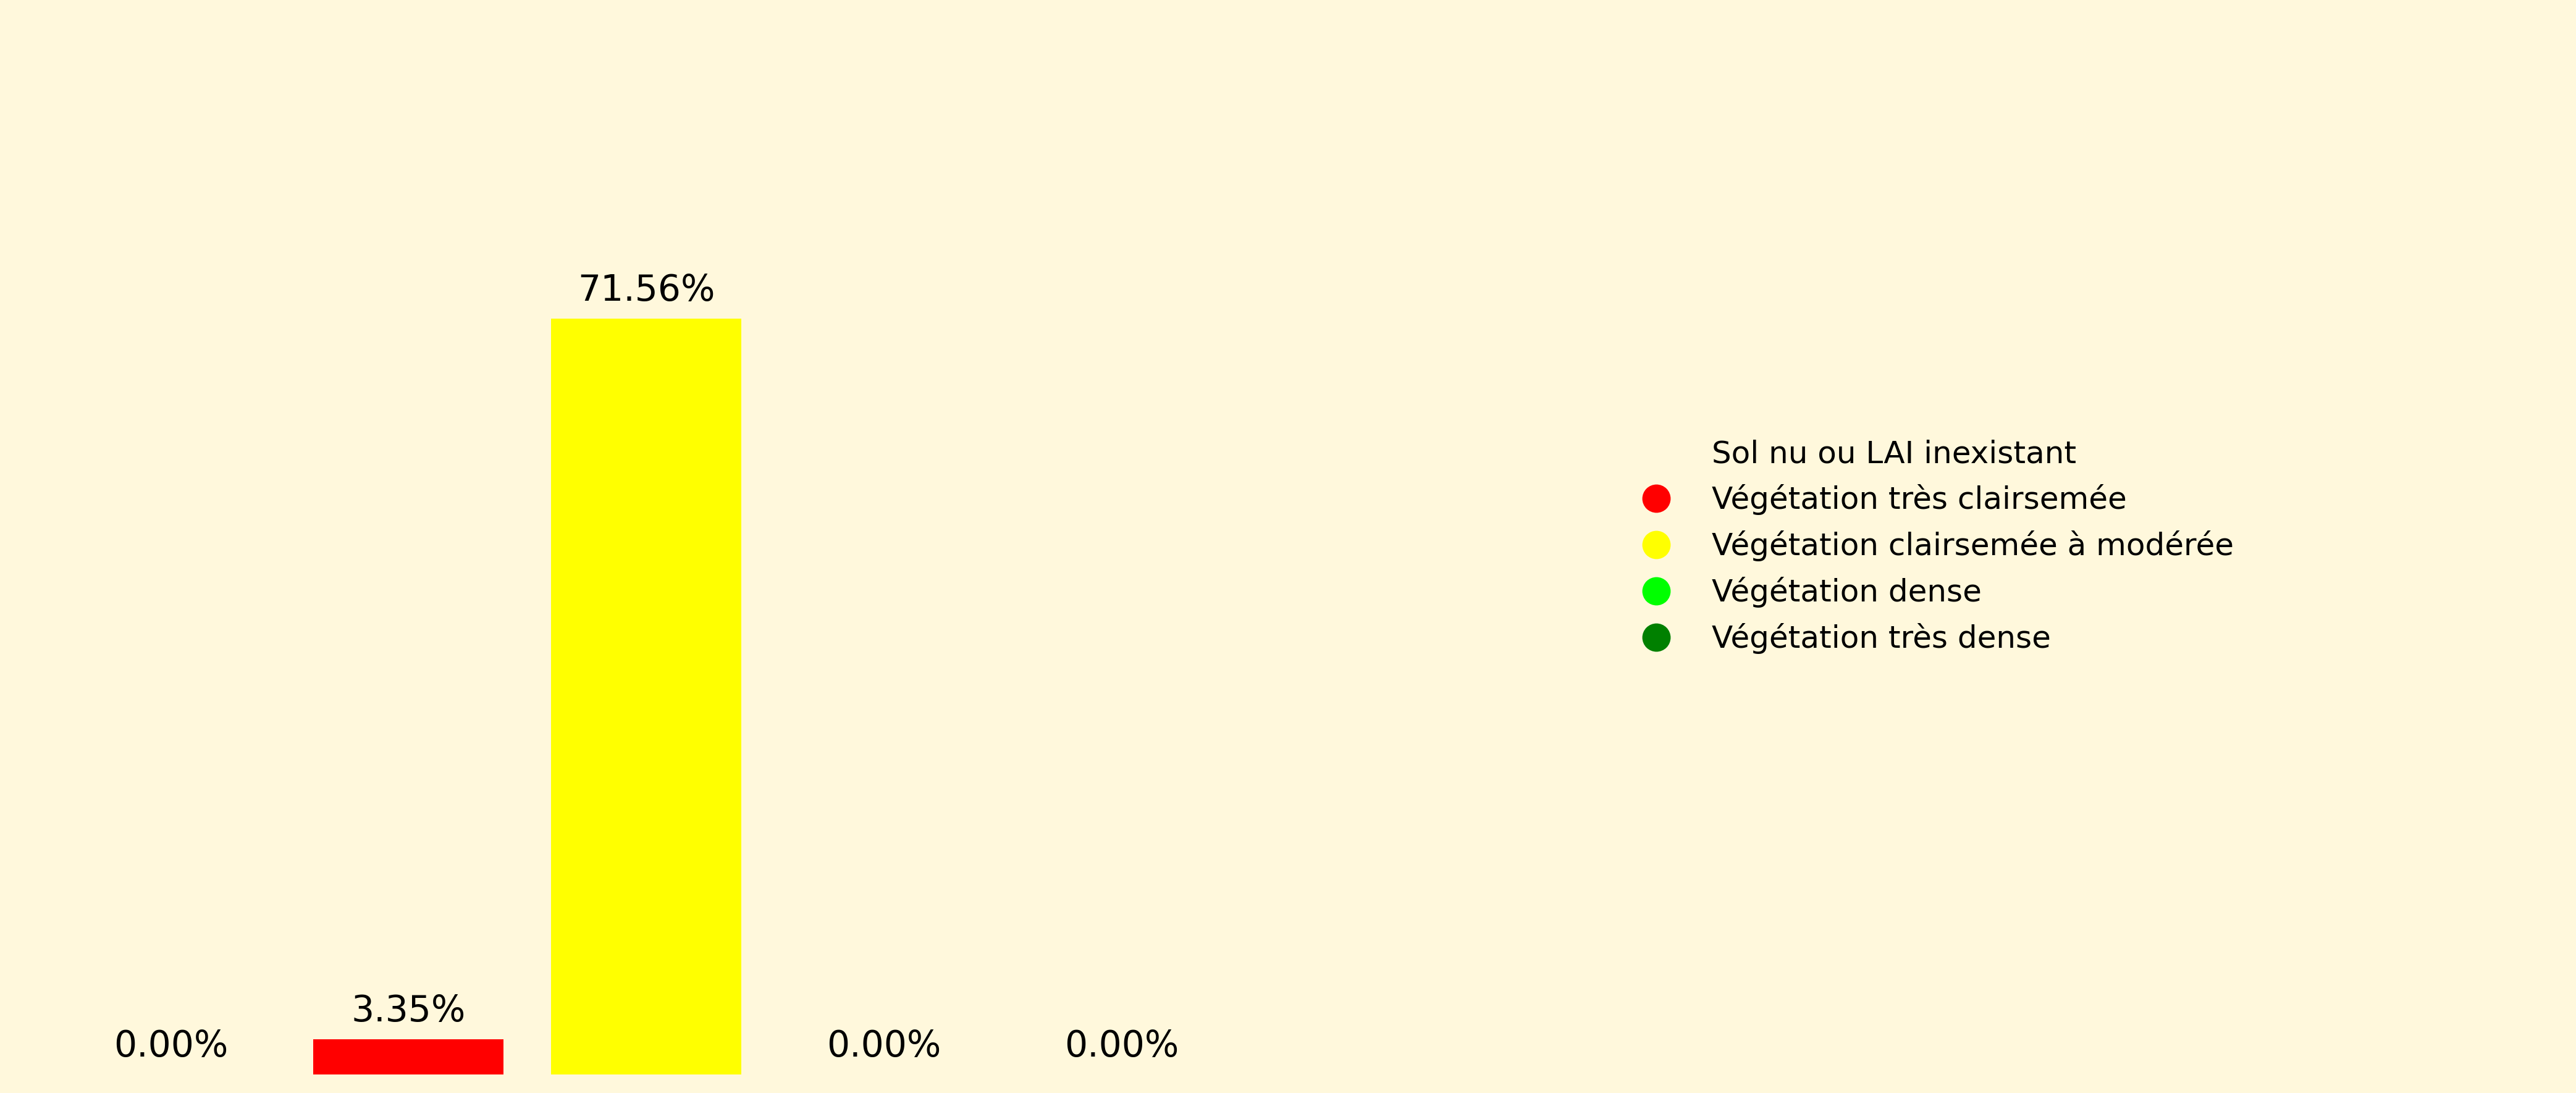 71.56%
3.35%
0.00%
0.00%
0.00%
Sol nu ou LAI inexistant
Végétation très clairsemée
Végétation clairsemée à modérée
Végétation dense
Végétation très dense